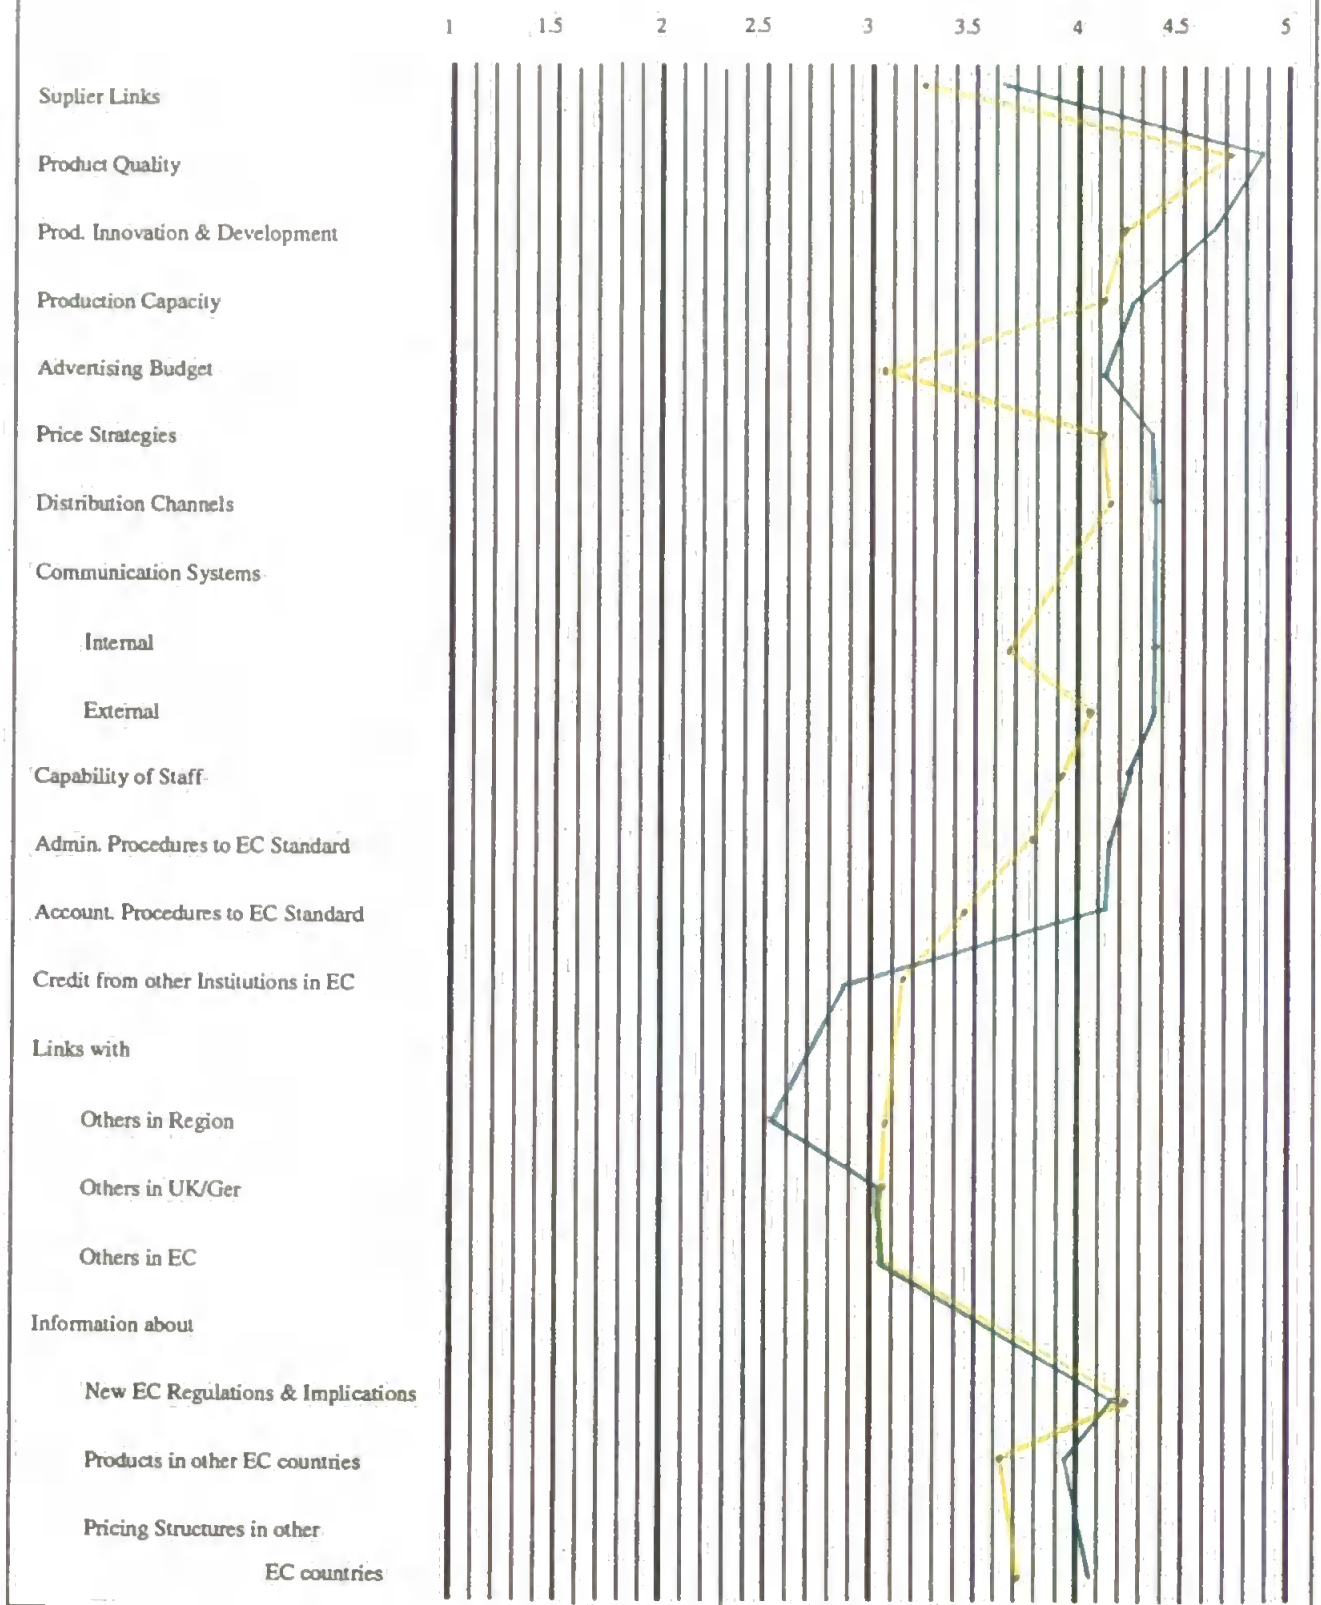 1 1.5 2 2.5 3 3.5 4 4.5 5
Suplier Links
Product Quality
Prod. Innovation & Development
Production Capacity
Advertising Budget
Price Strategies
Distribution Channels
Communication Systems
Internal
External
Capability of Staff
Admin. Procedures to EC Standard
Account. Procedures to EC Standard
Credit from other Institutions in EC
Links with
Others in Region
Others in UK/Ger
Others in EC
Information about
New EC Regulations & Implications
Products in other EC countries
Pricing Structures in other
EC countries